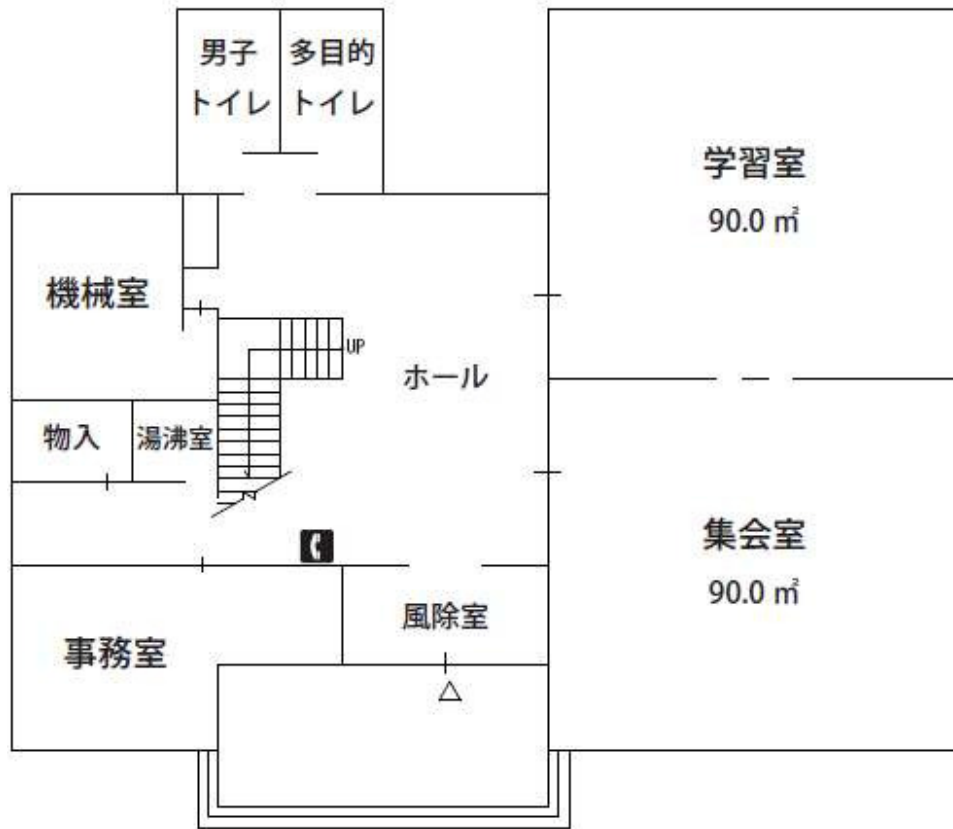 男子
トイレ
多目的
トイレ
学習室
90.0 ㎡
機械室
UP
ホール
物入
湯沸室
集会室
90.0 ㎡
風除室
事務室